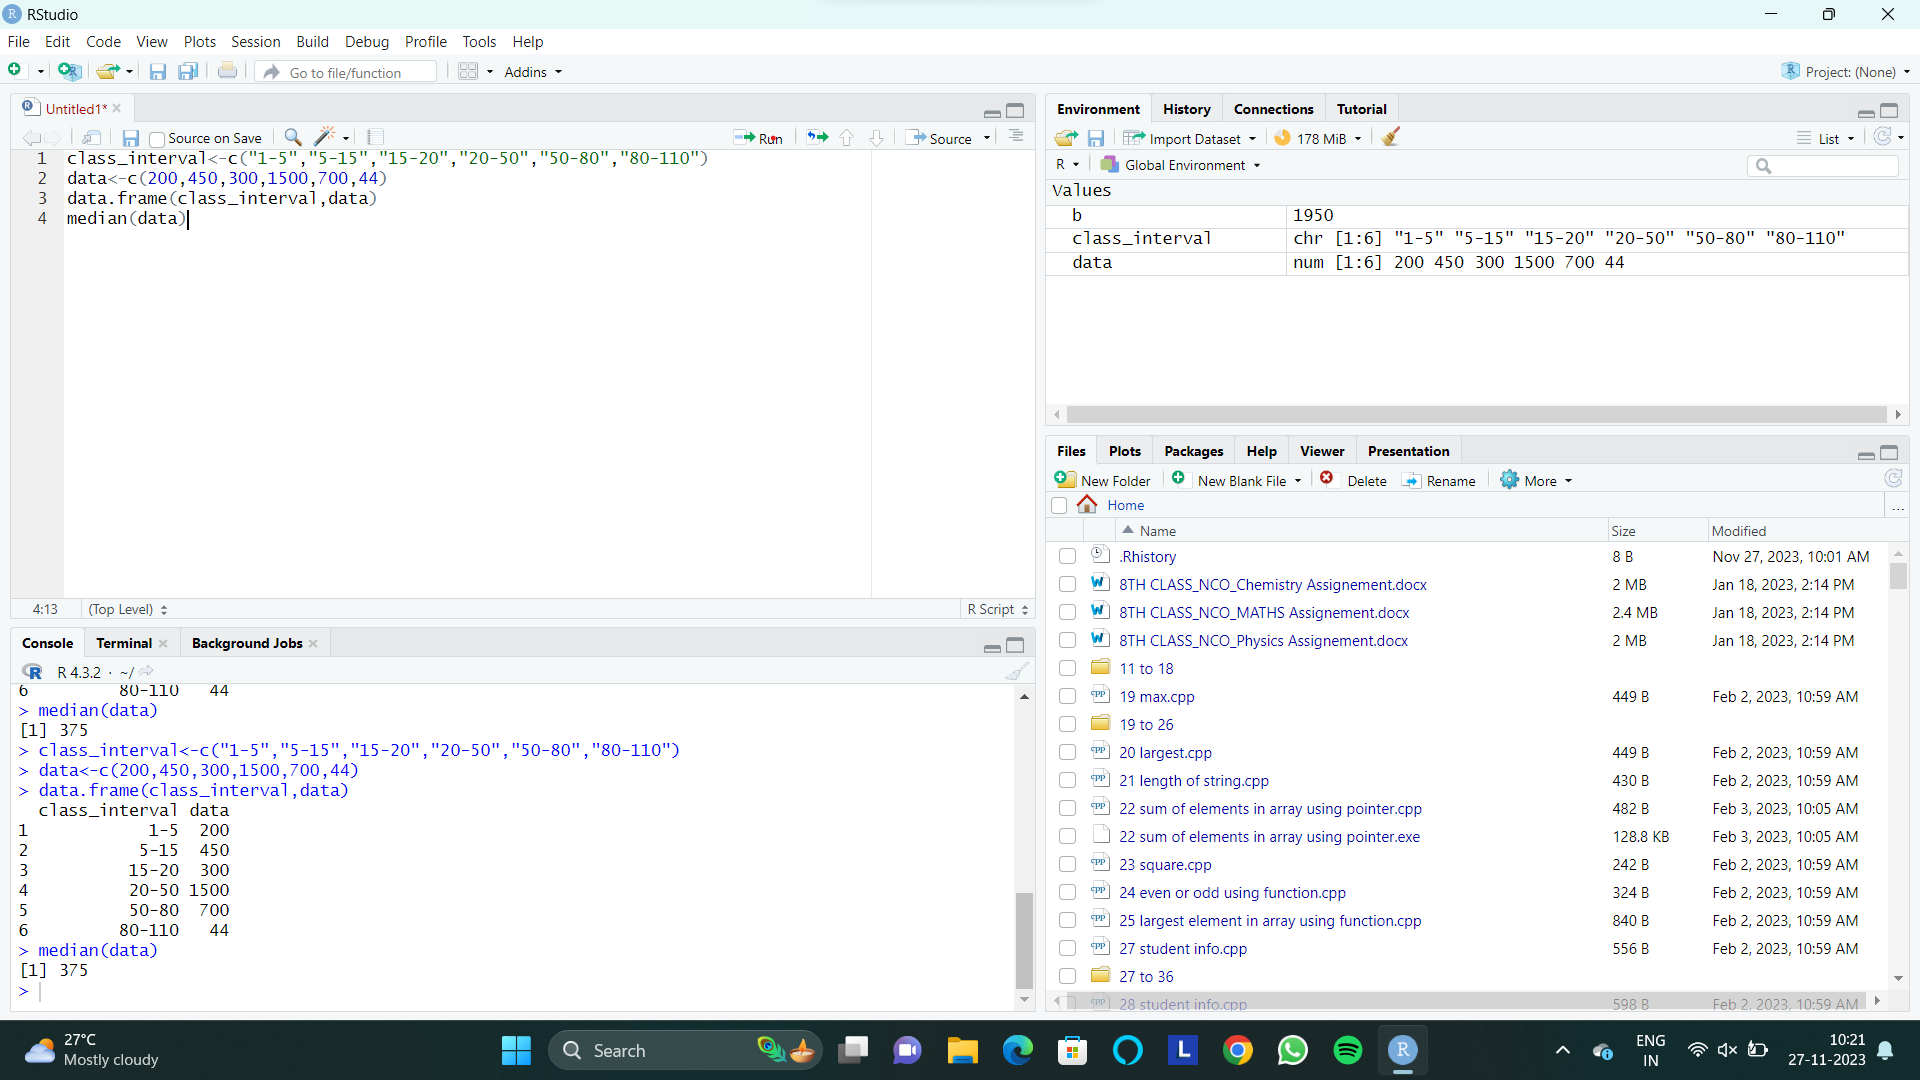 RStudio
File Edit Code View Plots Session Build Debug Profile Tools Help
Go to file/function Addins Project: (None)
Untitled1*
Source on Save Run Source
1 class_interval<-c("1-5","5-15","15-20","20-50","50-80","80-110")
2 data<-c(200,450,300,1500,700,44)
3 data.frame(class_interval,data)
4 median(data)
4:13 (Top Level) R Script
Console Terminal Background Jobs
R 4.3.2 · ~/
6 80-110 44
> median(data)
[1] 375
> class_interval<-c("1-5","5-15","15-20","20-50","50-80","80-110")
> data<-c(200,450,300,1500,700,44)
> data.frame(class_interval,data)
class_interval data
1 1-5 200
2 5-15 450
3 15-20 300
4 20-50 1500
5 50-80 700
6 80-110 44
> median(data)
[1] 375
>
Environment History Connections Tutorial
Import Dataset 178 MiB List
R Global Environment
Values
b 1950
class_interval chr [1:6] "1-5" "5-15" "15-20" "20-50" "50-80" "80-110"
data num [1:6] 200 450 300 1500 700 44
Files Plots Packages Help Viewer Presentation
New Folder New Blank File Delete Rename More
Home ...
Name Size Modified
.Rhistory 8 B Nov 27, 2023, 10:01 AM
8TH CLASS_NCO_Chemistry Assignement.docx 2 MB Jan 18, 2023, 2:14 PM
8TH CLASS_NCO_MATHS Assignement.docx 2.4 MB Jan 18, 2023, 2:14 PM
8TH CLASS_NCO_Physics Assignement.docx 2 MB Jan 18, 2023, 2:14 PM
11 to 18
19 max.cpp 449 B Feb 2, 2023, 10:59 AM
19 to 26
20 largest.cpp 449 B Feb 2, 2023, 10:59 AM
21 length of string.cpp 430 B Feb 2, 2023, 10:59 AM
22 sum of elements in array using pointer.cpp 482 B Feb 3, 2023, 10:05 AM
22 sum of elements in array using pointer.exe 128.8 KB Feb 3, 2023, 10:05 AM
23 square.cpp 242 B Feb 2, 2023, 10:59 AM
24 even or odd using function.cpp 324 B Feb 2, 2023, 10:59 AM
25 largest element in array using function.cpp 840 B Feb 2, 2023, 10:59 AM
27 student info.cpp 556 B Feb 2, 2023, 10:59 AM
27 to 36
28 student info.cpp 598 B Feb 2, 2023, 10:59 AM
27°C
Mostly cloudy
Search
L
R
ENG
IN
10:21
27-11-2023